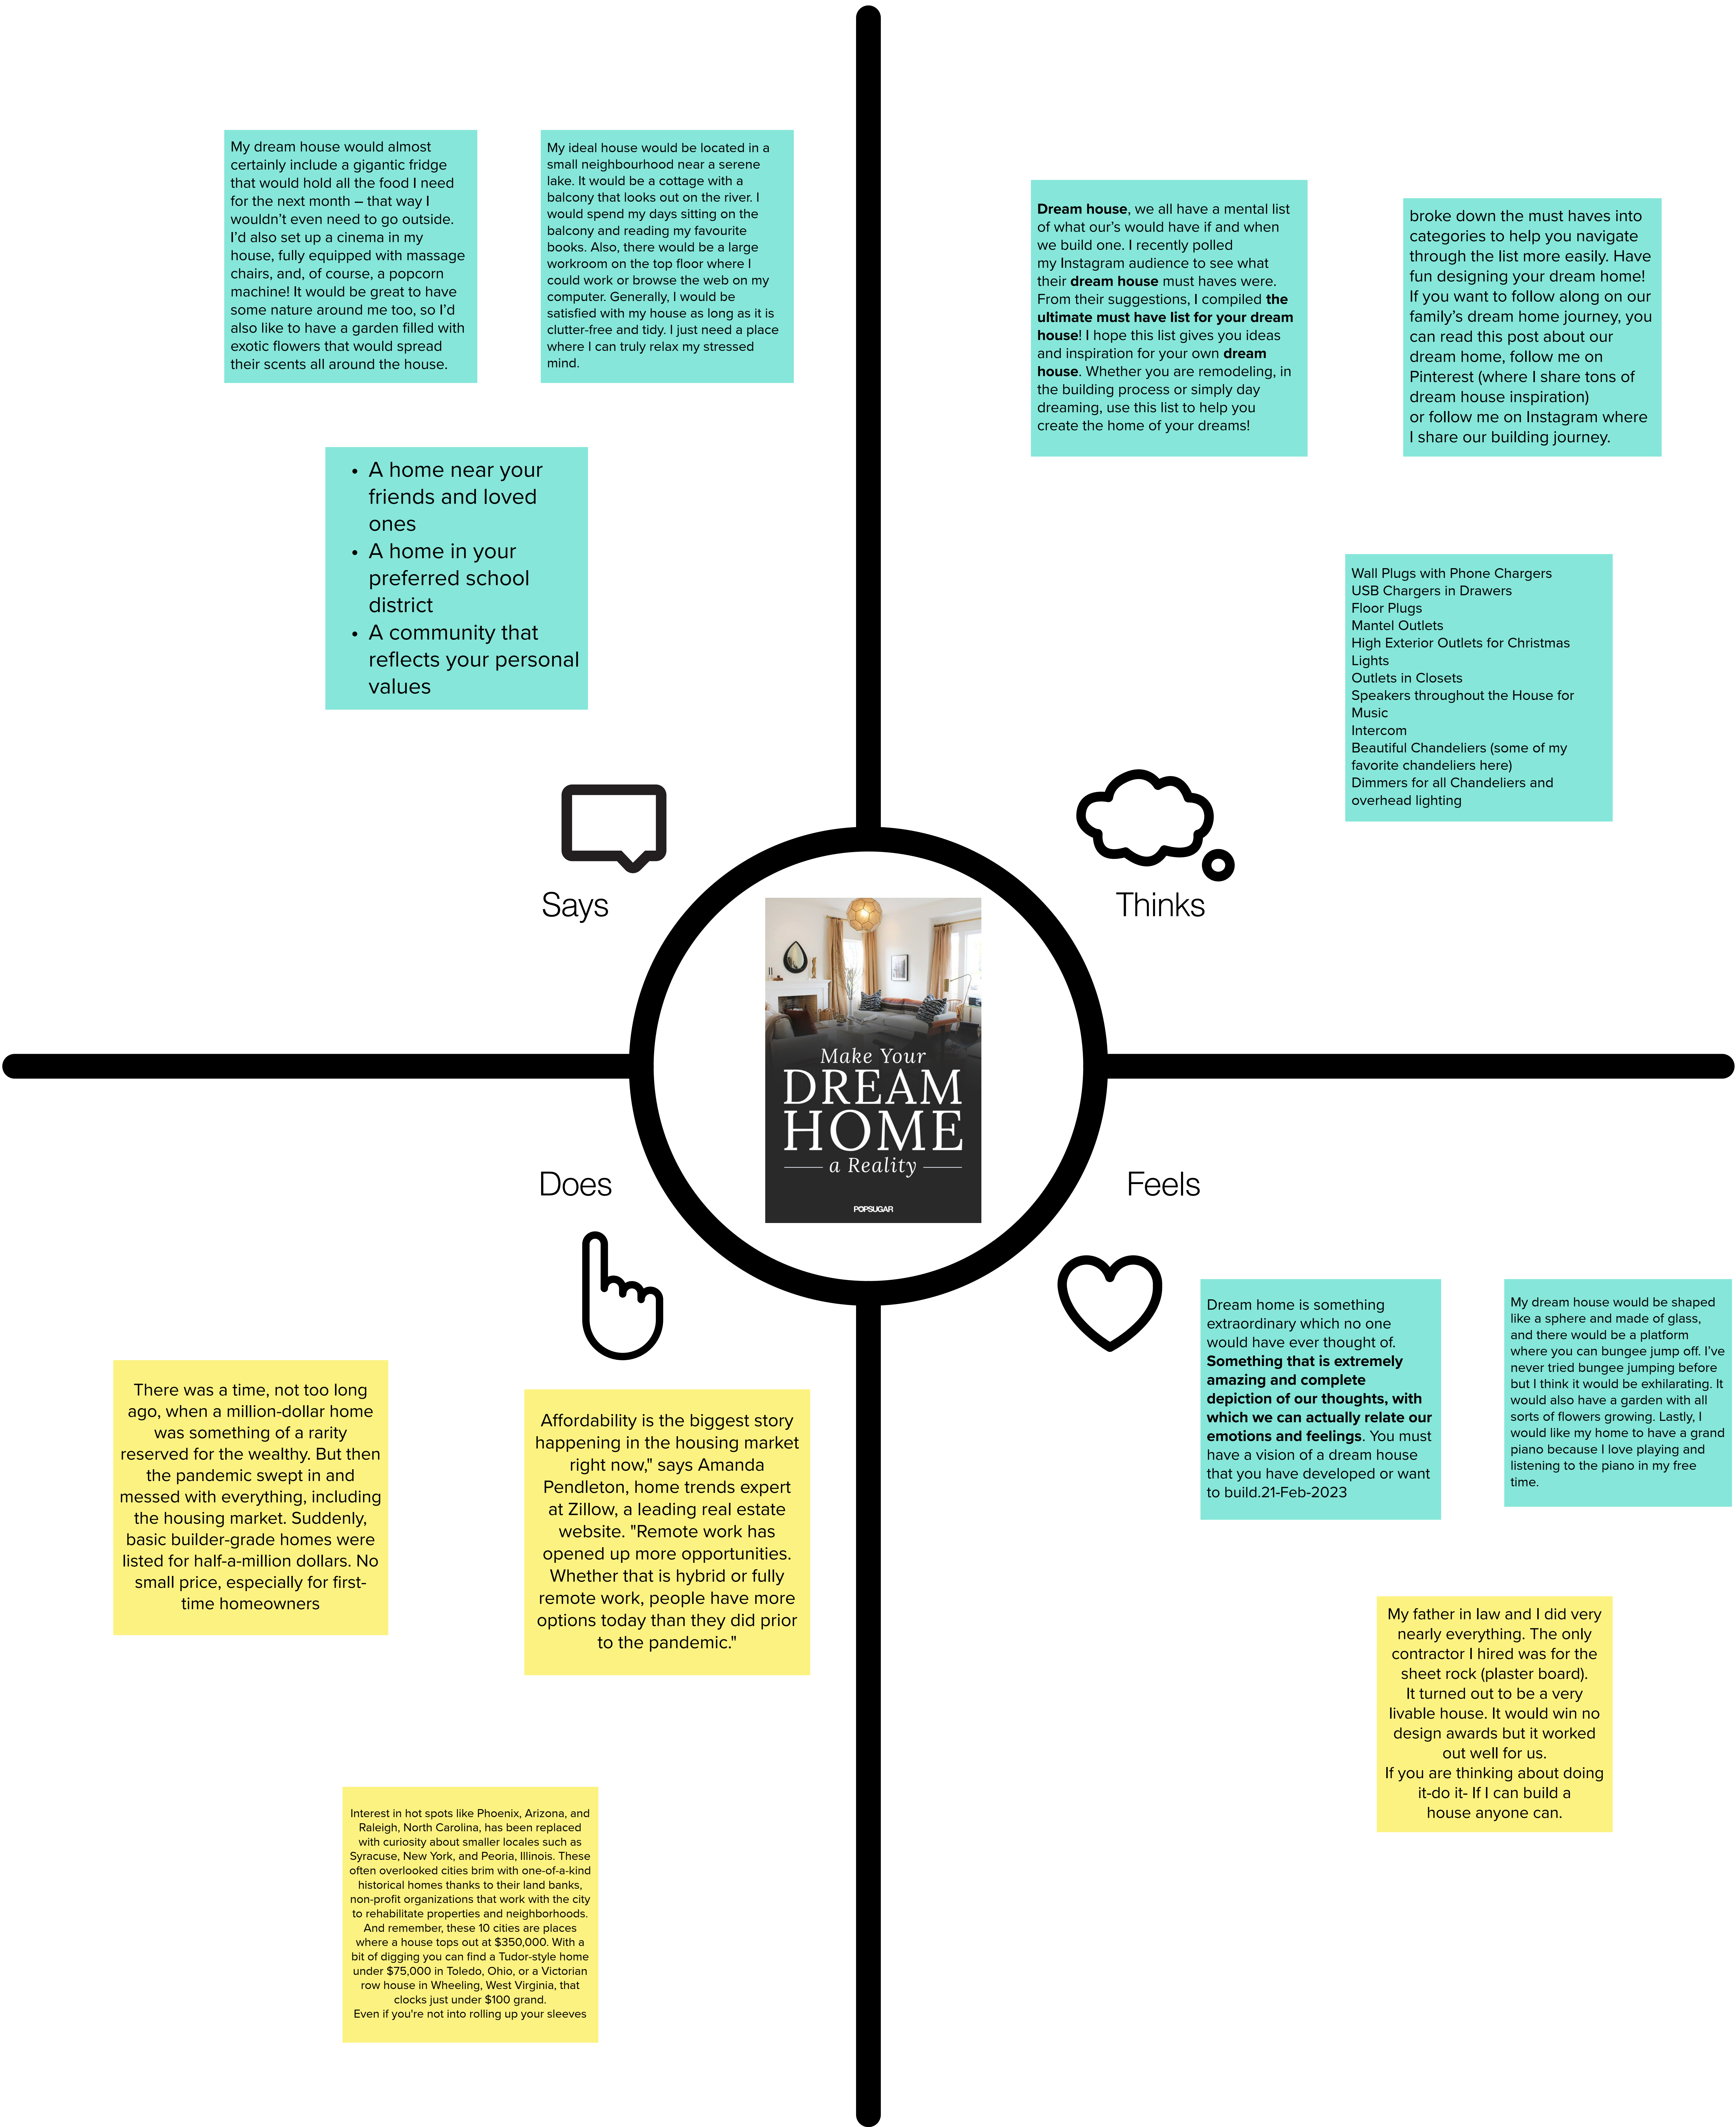 My dream house would almost
certainly include a gigantic fridge
that would hold all the food I need
for the next month – that way I
wouldn't even need to go outside.
I'd also set up a cinema in my
house, fully equipped with massage
chairs, and, of course, a popcorn
machine! It would be great to have
some nature around me too, so I'd
also like to have a garden filled with
exotic flowers that would spread
their scents all around the house.
My ideal house would be located in a
small neighbourhood near a serene
lake. It would be a cottage with a
balcony that looks out on the river. I
would spend my days sitting on the
balcony and reading my favourite
books. Also, there would be a large
workroom on the top floor where I
could work or browse the web on my
computer. Generally, I would be
satisfied with my house as long as it is
clutter-free and tidy. I just need a place
where I can truly relax my stressed
mind.
• A home near your
friends and loved
ones
• A home in your
preferred school
district
• A community that
reflects your personal
values
Says
Dream house, we all have a mental list
of what our's would have if and when
we build one. I recently polled
my Instagram audience to see what
their dream house must haves were.
From their suggestions, I compiled the
ultimate must have list for your dream
house! I hope this list gives you ideas
and inspiration for your own dream
house. Whether you are remodeling, in
the building process or simply day
dreaming, use this list to help you
create the home of your dreams!
broke down the must haves into
categories to help you navigate
through the list more easily. Have
fun designing your dream home!
If you want to follow along on our
family's dream home journey, you
can read this post about our
dream home, follow me on
Pinterest (where I share tons of
dream house inspiration)
or follow me on Instagram where
I share our building journey.
Wall Plugs with Phone Chargers
USB Chargers in Drawers
Floor Plugs
Mantel Outlets
High Exterior Outlets for Christmas
Lights
Outlets in Closets
Speakers throughout the House for
Music
Intercom
Beautiful Chandeliers (some of my
favorite chandeliers here)
Dimmers for all Chandeliers and
overhead lighting
Thinks
Make Your
DREAM
HOME
a Reality
POPSUGAR
Does
There was a time, not too long
ago, when a million-dollar home
was something of a rarity
reserved for the wealthy. But then
the pandemic swept in and
messed with everything, including
the housing market. Suddenly,
basic builder-grade homes were
listed for half-a-million dollars. No
small price, especially for first-
time homeowners
Affordability is the biggest story
happening in the housing market
right now," says Amanda
Pendleton, home trends expert
at Zillow, a leading real estate
website. "Remote work has
opened up more opportunities.
Whether that is hybrid or fully
remote work, people have more
options today than they did prior
to the pandemic."
Interest in hot spots like Phoenix, Arizona, and
Raleigh, North Carolina, has been replaced
with curiosity about smaller locales such as
Syracuse, New York, and Peoria, Illinois. These
often overlooked cities brim with one-of-a-kind
historical homes thanks to their land banks,
non-profit organizations that work with the city
to rehabilitate properties and neighborhoods.
And remember, these 10 cities are places
where a house tops out at $350,000. With a
bit of digging you can find a Tudor-style home
under $75,000 in Toledo, Ohio, or a Victorian
row house in Wheeling, West Virginia, that
clocks just under $100 grand.
Even if you're not into rolling up your sleeves
Feels
Dream home is something
extraordinary which no one
would have ever thought of.
Something that is extremely
amazing and complete
depiction of our thoughts, with
which we can actually relate our
emotions and feelings. You must
have a vision of a dream house
that you have developed or want
to build.21-Feb-2023
My dream house would be shaped
like a sphere and made of glass,
and there would be a platform
where you can bungee jump off. I've
never tried bungee jumping before
but I think it would be exhilarating. It
would also have a garden with all
sorts of flowers growing. Lastly, I
would like my home to have a grand
piano because I love playing and
listening to the piano in my free
time.
My father in law and I did very
nearly everything. The only
contractor I hired was for the
sheet rock (plaster board).
It turned out to be a very
livable house. It would win no
design awards but it worked
out well for us.
If you are thinking about doing
it-do it- If I can build a
house anyone can.